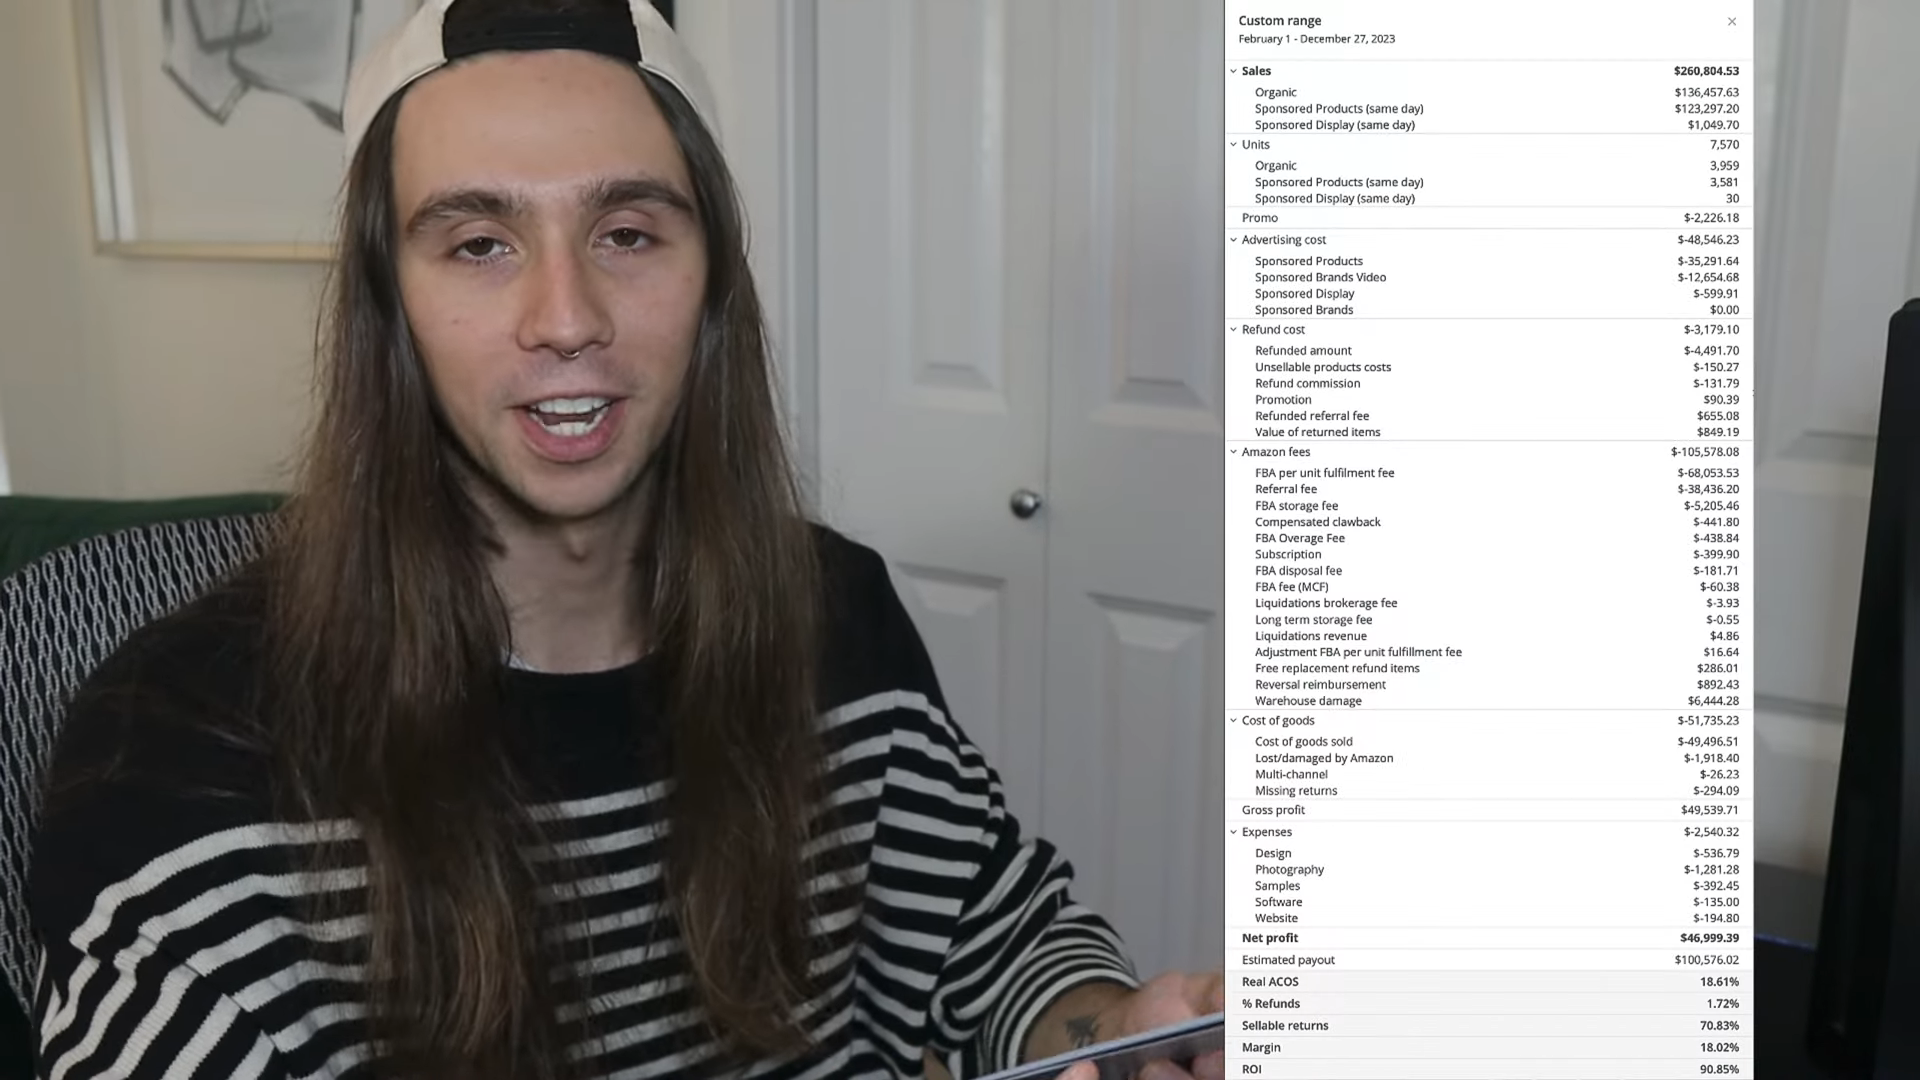 Custom range
February 1 - December 27, 2023
Sales $260,804.53
Organic $136,457.63
Sponsored Products (same day) $123,297.20
Sponsored Display (same day) $1,049.70
Units 7,570
Organic 3,959
Sponsored Products (same day) 3,581
Sponsored Display (same day) 30
Promo $-2,226.18
Advertising cost $-48,546.23
Sponsored Products $-35,291.64
Sponsored Brands Video $-12,654.68
Sponsored Display $-599.91
Sponsored Brands $0.00
Refund cost $-3,179.10
Refunded amount $-4,491.70
Unsellable products costs $-150.27
Refund commission $-131.79
Promotion $90.39
Refunded referral fee $655.08
Value of returned items $849.19
Amazon fees $-105,578.08
FBA per unit fulfilment fee $-68,053.53
Referral fee $-38,436.20
FBA storage fee $-5,205.46
Compensated clawback $-441.80
FBA Overage Fee $-438.84
Subscription $-399.90
FBA disposal fee $-181.71
FBA fee (MCF) $-60.38
Liquidations brokerage fee $-3.93
Long term storage fee $-0.55
Liquidations revenue $4.86
Adjustment FBA per unit fulfillment fee $16.64
Free replacement refund items $286.01
Reversal reimbursement $892.43
Warehouse damage $6,444.28
Cost of goods $-51,735.23
Cost of goods sold $-49,496.51
Lost/damaged by Amazon $-1,918.40
Multi-channel $-26.23
Missing returns $-294.09
Gross profit $49,539.71
Expenses $-2,540.32
Design $-536.79
Photography $-1,281.28
Samples $-392.45
Software $-135.00
Website $-194.80
Net profit $46,999.39
Estimated payout $100,576.02
Real ACOS 18.61%
% Refunds 1.72%
Sellable returns 70.83%
Margin 18.02%
ROI 90.85%